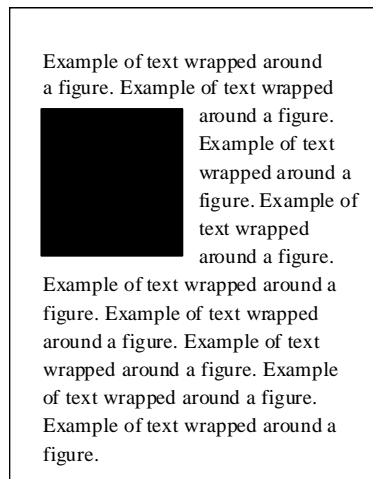 Example of text wrapped around
a figure. Example of text wrapped
around a figure.
Example of text
wrapped around a
figure. Example of
text wrapped
around a figure.
Example of text wrapped around a
figure. Example of text wrapped
around a figure. Example of text
wrapped around a figure. Example
of text wrapped around a figure.
Example of text wrapped around a
figure.